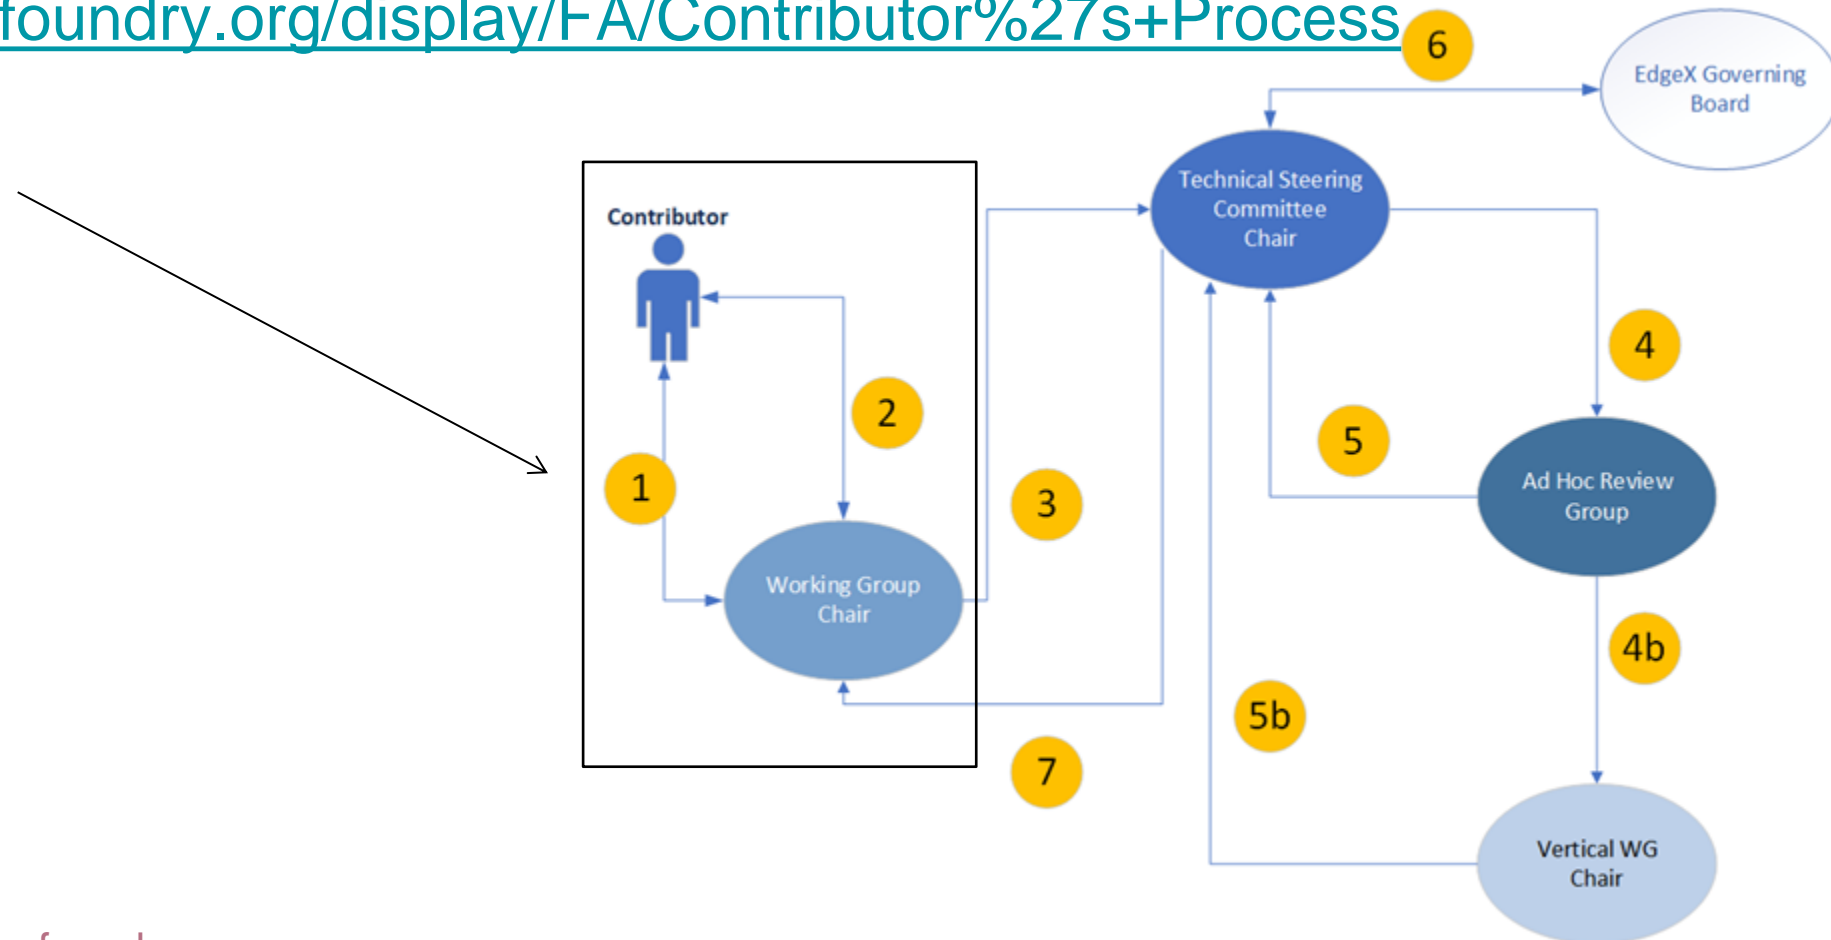 foundry.org/display/FA/Contributor%27s+Process
6
EdgeX Governing
Board
Technical Steering
Committee
Chair
Contributor
4
2
5
1
3
Ad Hoc Review
Group
Working Group
Chair
4b
5b
7
Vertical WG
Chair